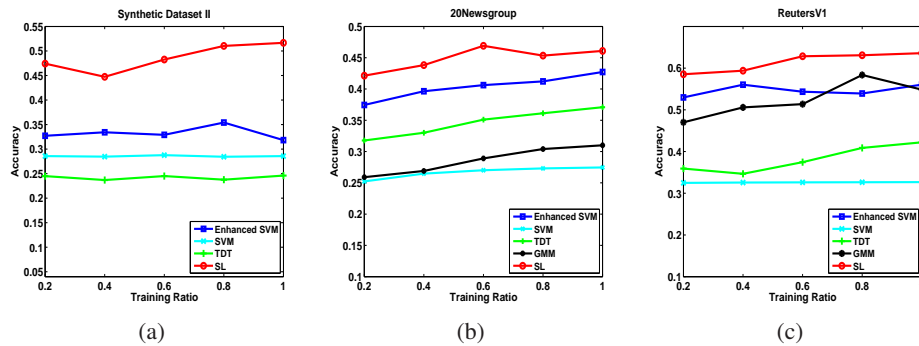 Synthetic Dataset II
0.55
0.5
0.45
0.4
0.35
0.3
0.25
0.2
0.15
0.1
0.05
Accuracy
Enhanced SVM
SVM
TDT
SL
0.2 0.4 0.6 0.8 1
Training Ratio
(a)
20Newsgroup
0.5
0.45
0.4
0.35
0.3
0.25
0.2
0.15
0.1
Accuracy
Enhanced SVM
SVM
TDT
GMM
SL
0.2 0.4 0.6 0.8 1
Training Ratio
(b)
ReutersV1
0.6
0.5
0.4
0.3
0.2
0.1
Accuracy
Enhanced SVM
SVM
TDT
GMM
SL
0.2 0.4 0.6 0.8
Training Ratio
(c)